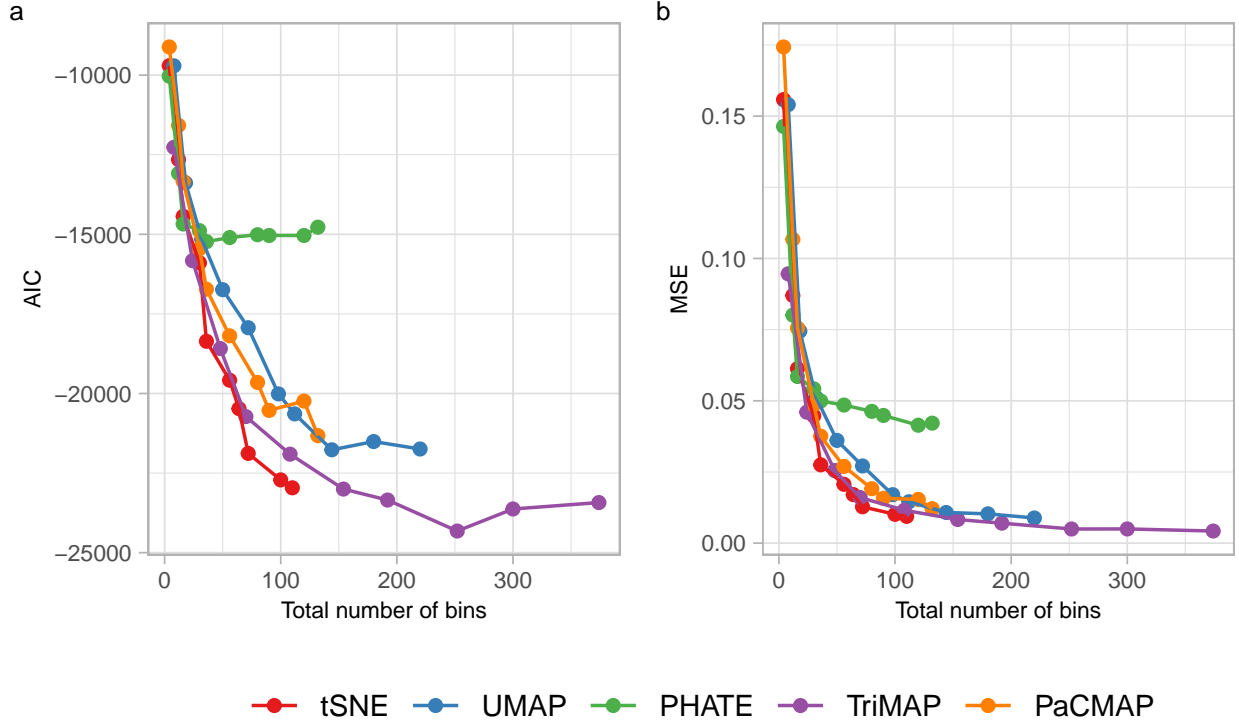 a
b
−10000
−15000
−20000
−25000
AIC
0
100
200
300
Total number of bins
0.15
0.10
0.05
0.00
MSE
0
100
200
300
Total number of bins
tSNE
UMAP
PHATE
TriMAP
PaCMAP